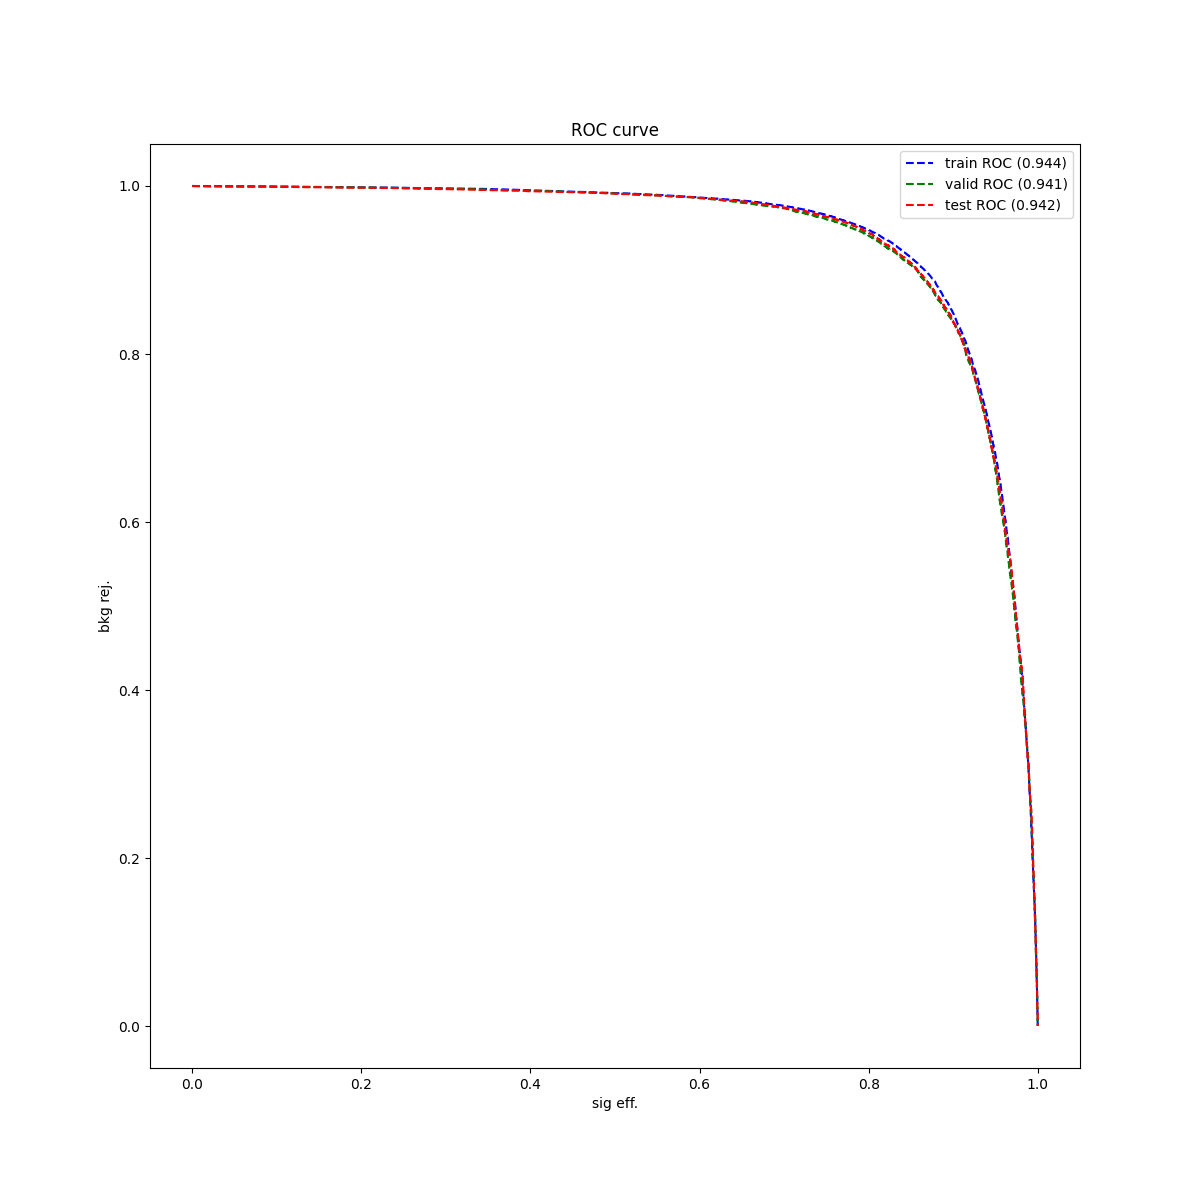 ROC curve
train ROC (0.944)
valid ROC (0.941)
test ROC (0.942)
1.0
0.8
0.6
0.4
0.2
0.0
bkg rej.
0.0 0.2 0.4 0.6 0.8 1.0
sig eff.